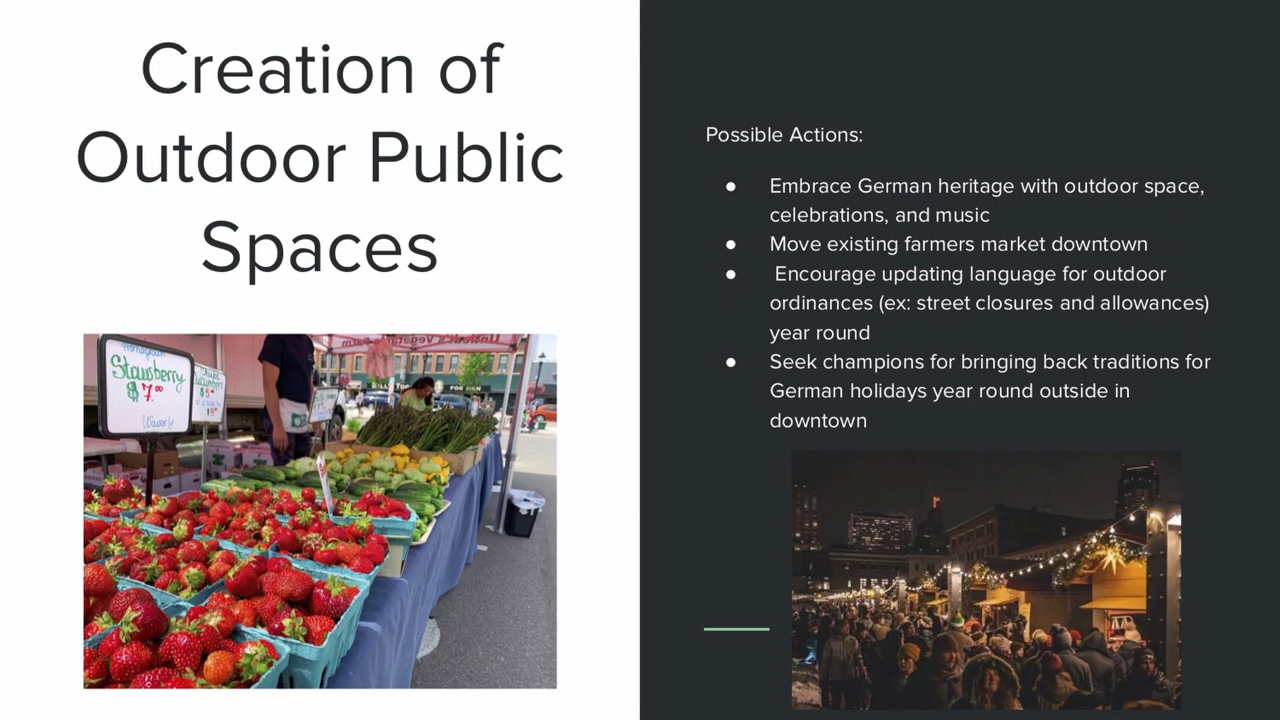 Creation of
Outdoor Public
Spaces
Possible Actions:
● Embrace German heritage with outdoor space,
celebrations, and music
● Move existing farmers market downtown
● Encourage updating language for outdoor
ordinances (ex: street closures and allowances)
year round
● Seek champions for bringing back traditions for
German holidays year round outside in
downtown
Strawberry
$7.00